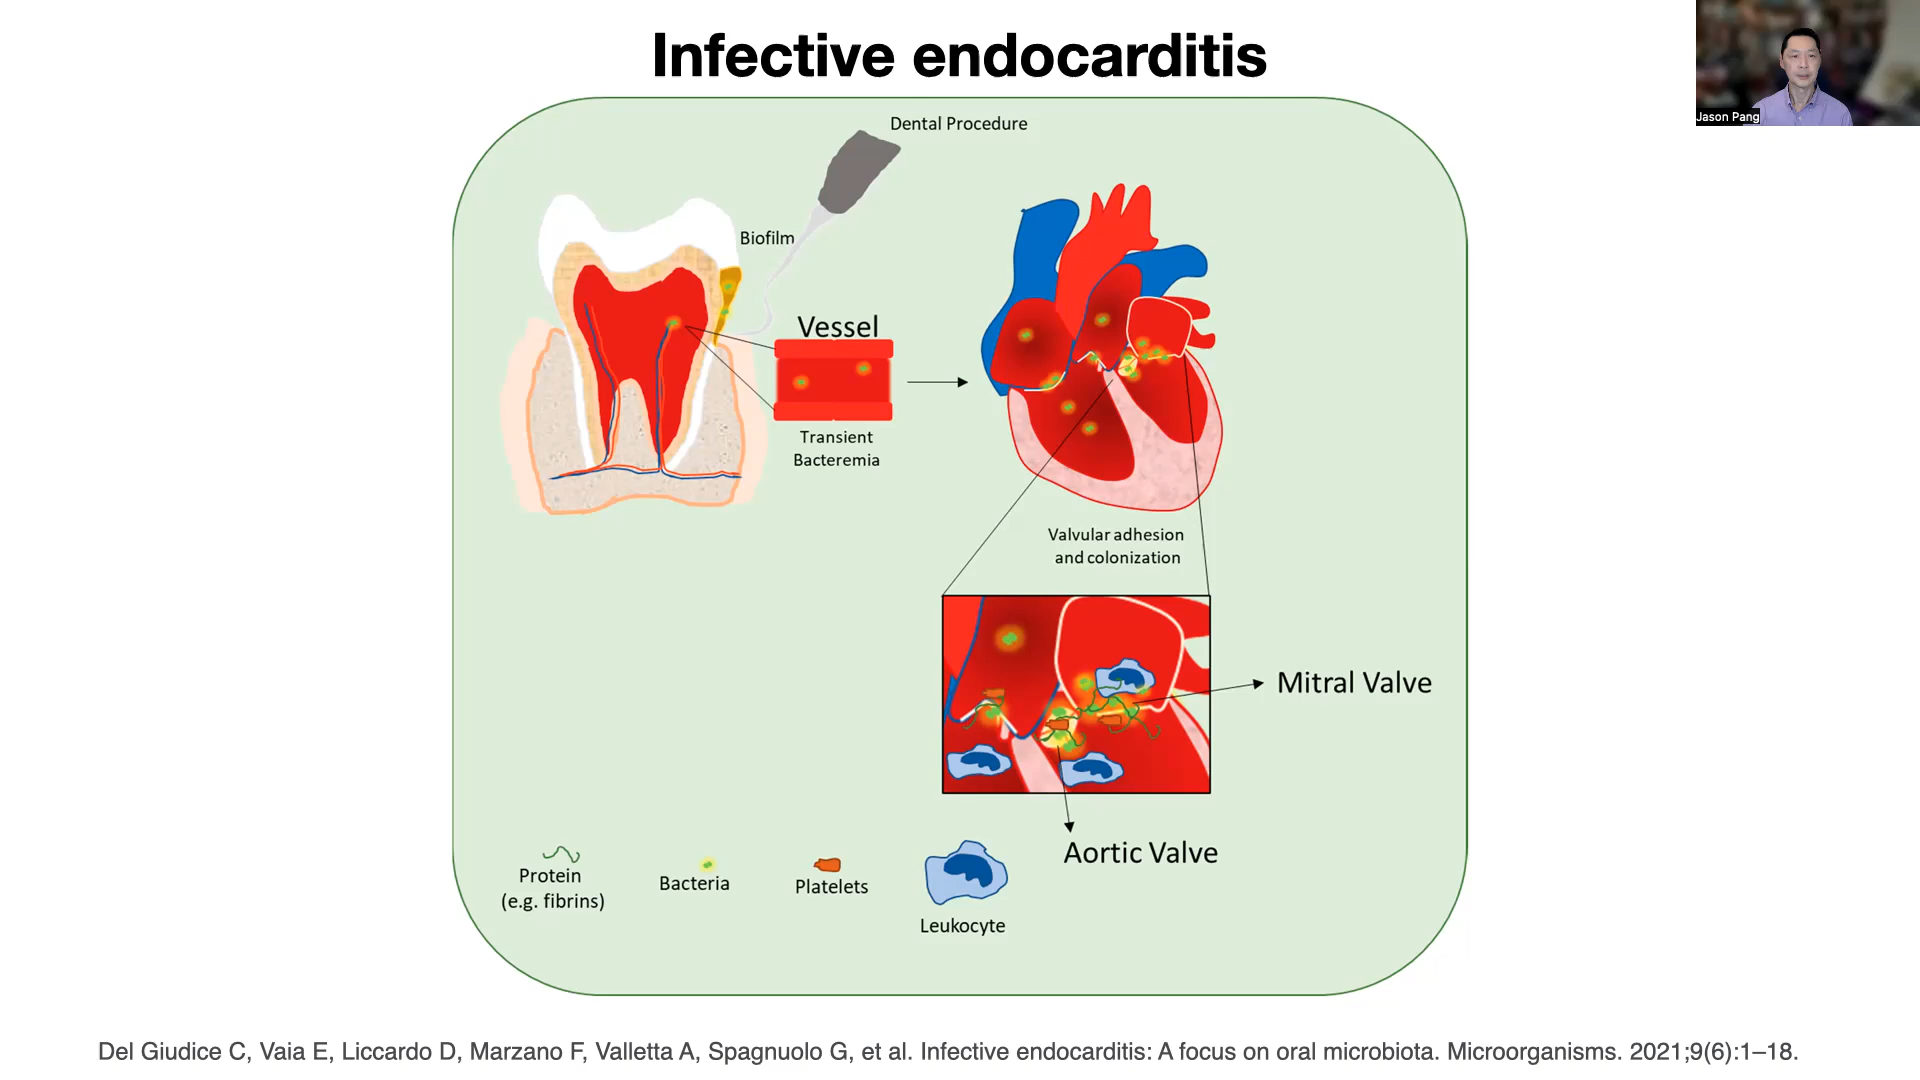 Infective endocarditis
Jason Pang
Dental Procedure
Biofilm
Vessel
Transient
Bacteremia
Valvular adhesion
and colonization
Mitral Valve
Aortic Valve
Protein
(e.g. fibrins)
Bacteria
Platelets
Leukocyte
Del Giudice C, Vaia E, Liccardo D, Marzano F, Valletta A, Spagnuolo G, et al. Infective endocarditis: A focus on oral microbiota. Microorganisms. 2021;9(6):1–18.